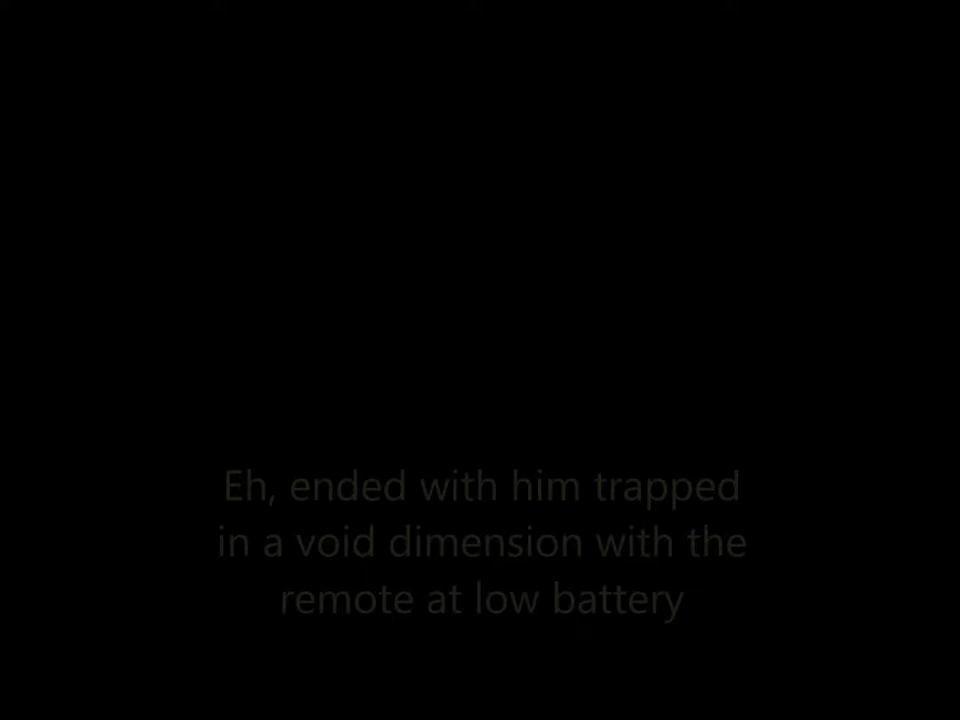 Eh, ended with him trapped
in a void dimension with the
remote at low battery